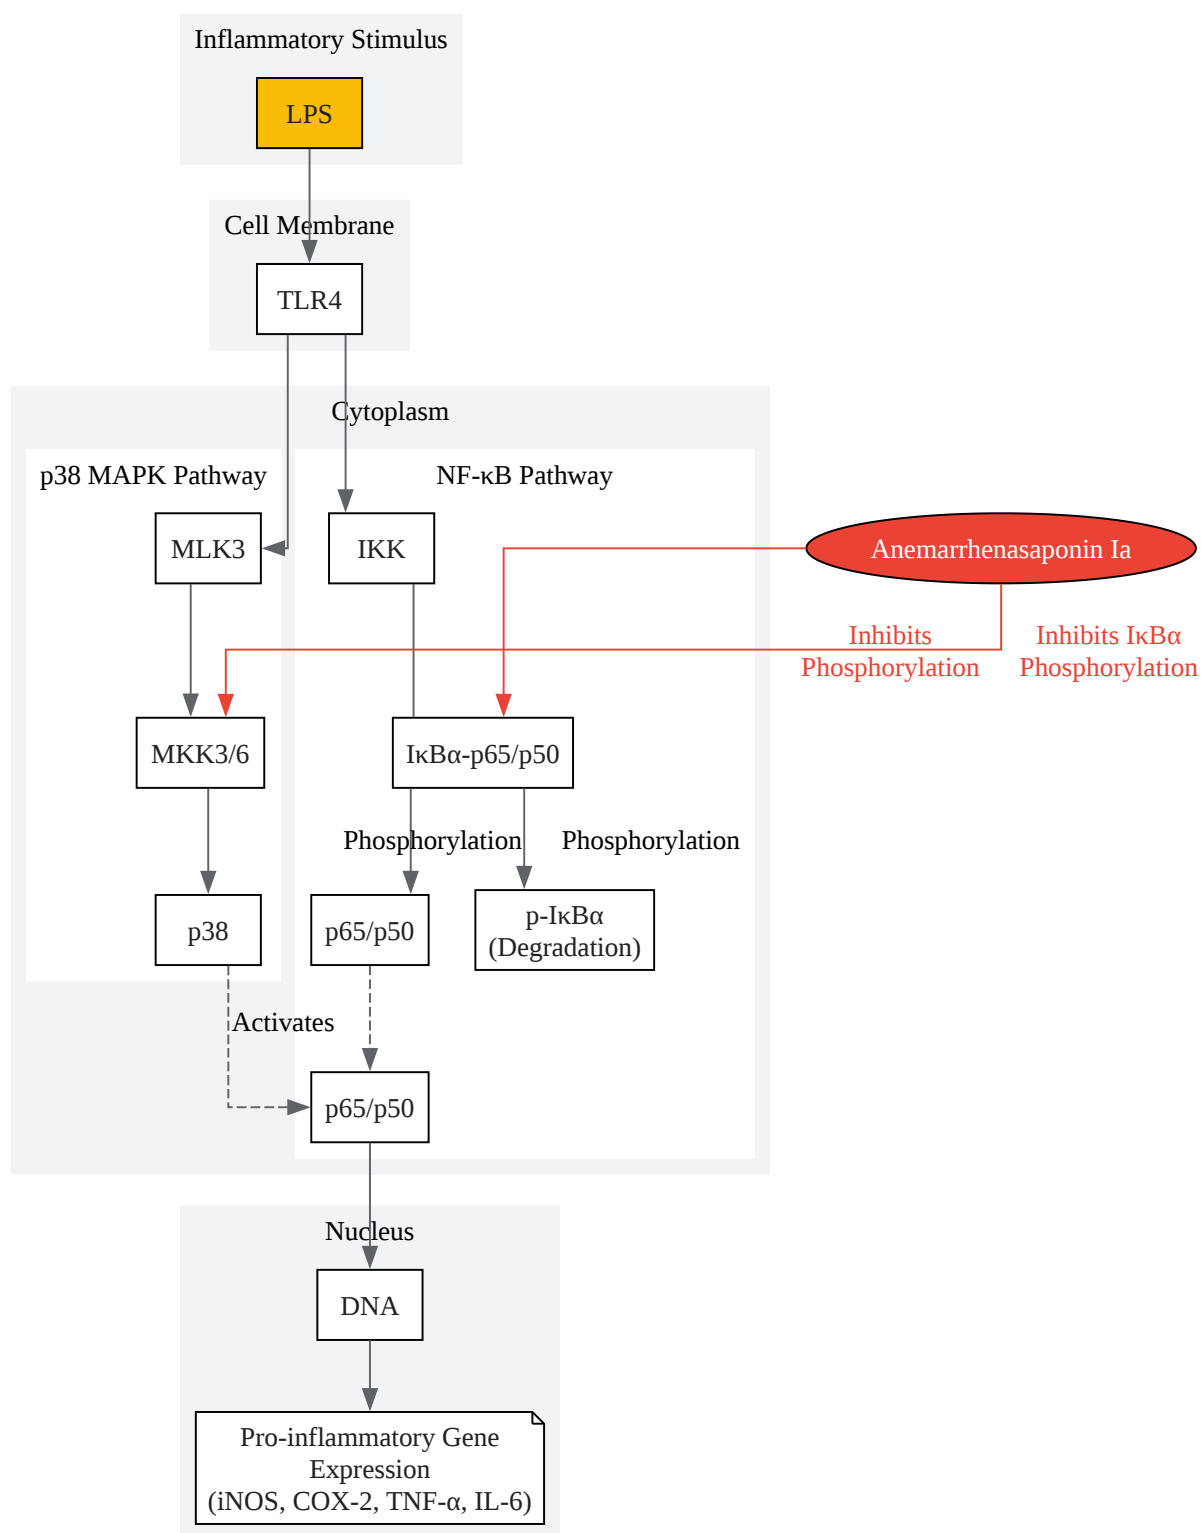 Inflammatory Stimulus
LPS
Cell Membrane
TLR4
Cytoplasm
p38 MAPK Pathway
NF-κB Pathway
MLK3
IKK
Anemarrhenasaponin Ia
Inhibits
Phosphorylation
Inhibits IκBα
Phosphorylation
MKK3/6
IκBα-p65/p50
Phosphorylation
Phosphorylation
p38
p65/p50
p-IκBα
(Degradation)
Activates
p65/p50
Nucleus
DNA
Pro-inflammatory Gene
Expression
(iNOS, COX-2, TNF-α, IL-6)